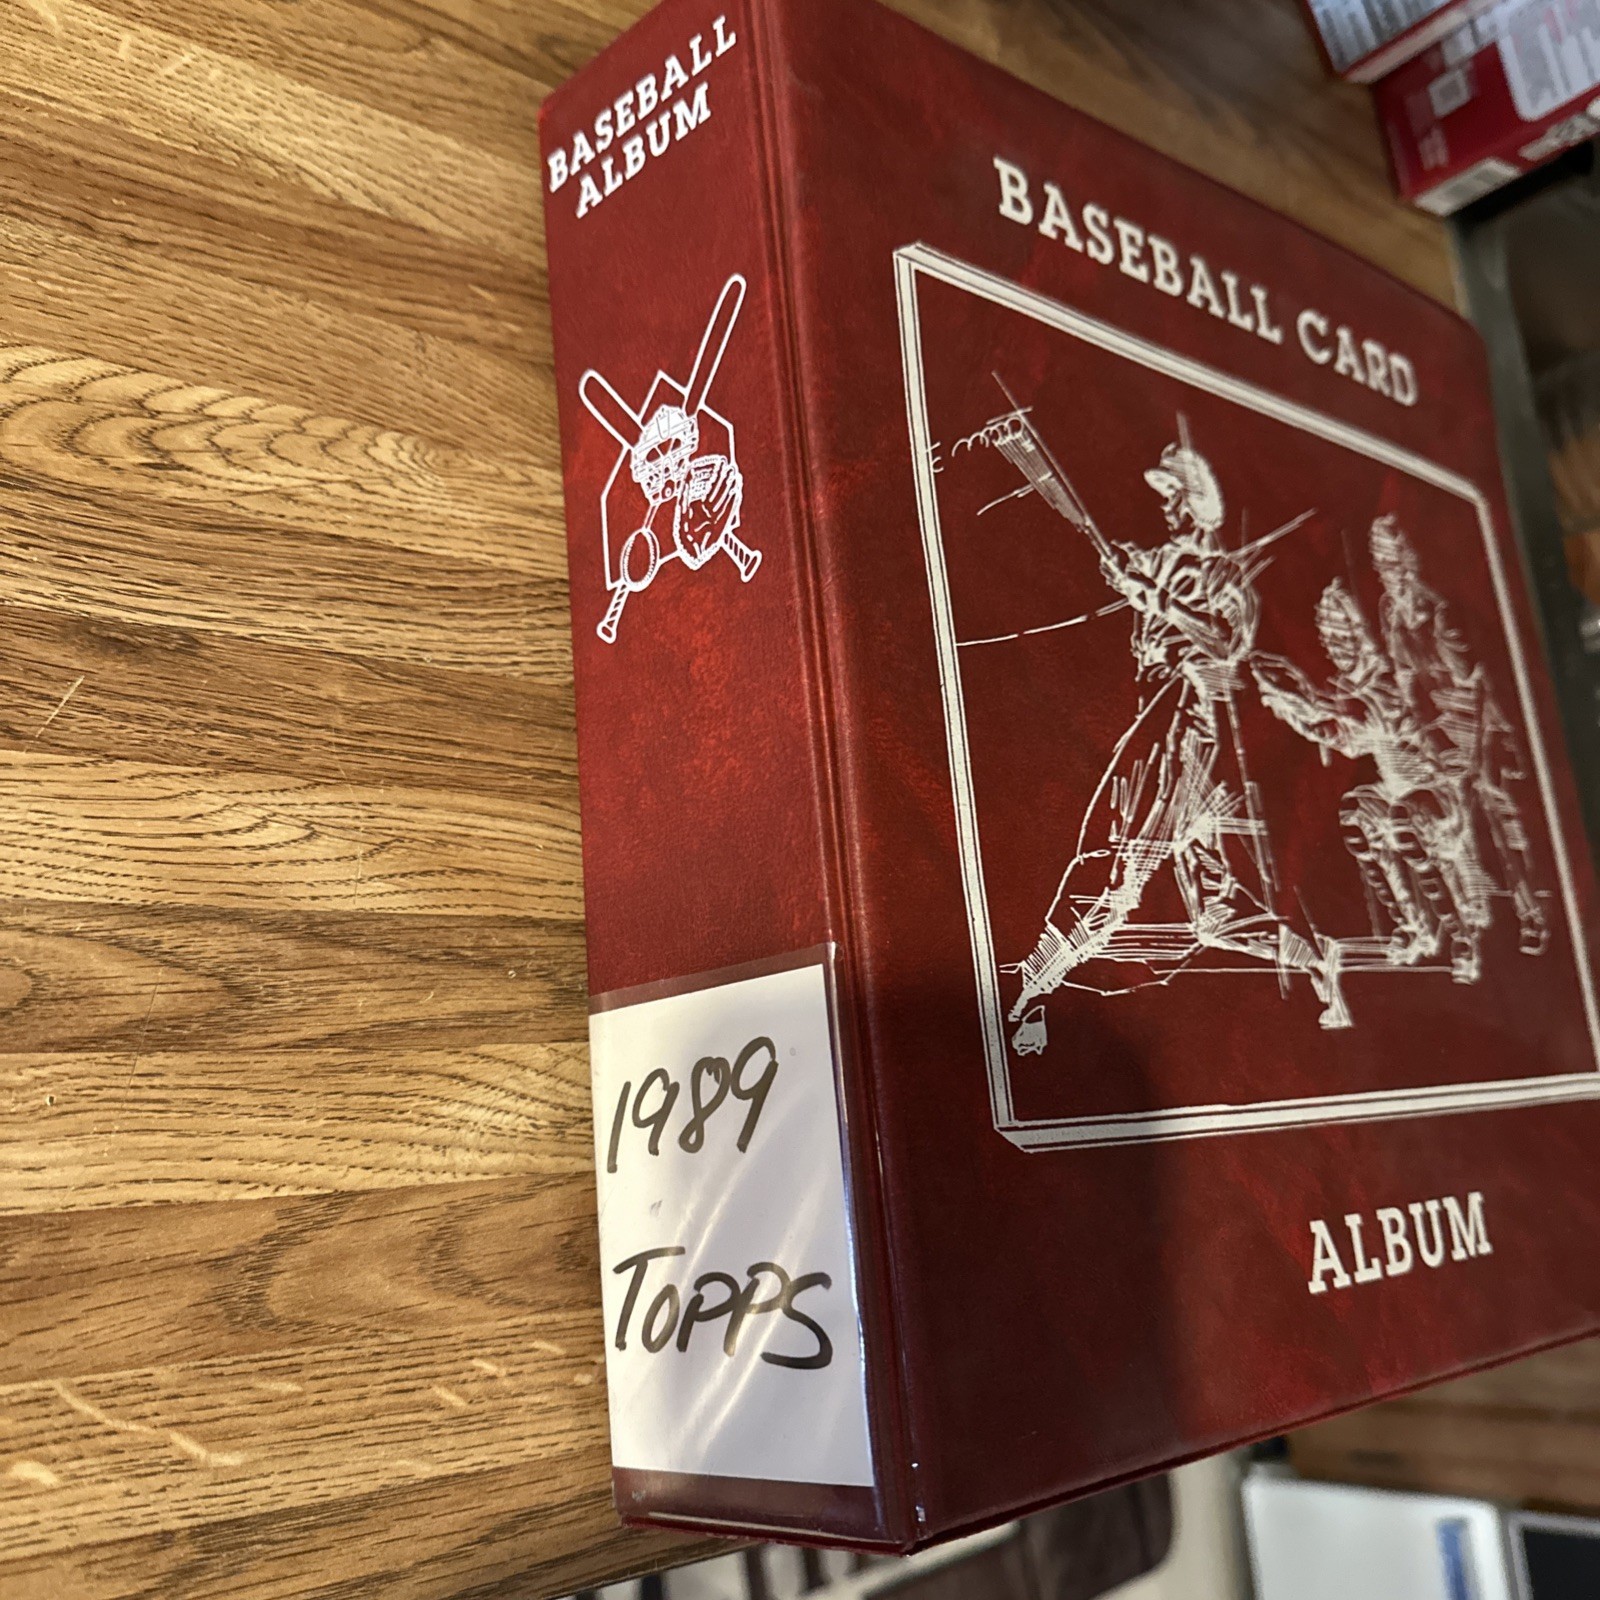 BASEBALL
ALBUM
1989
TOPPS
BASEBALL CARD
ALBUM